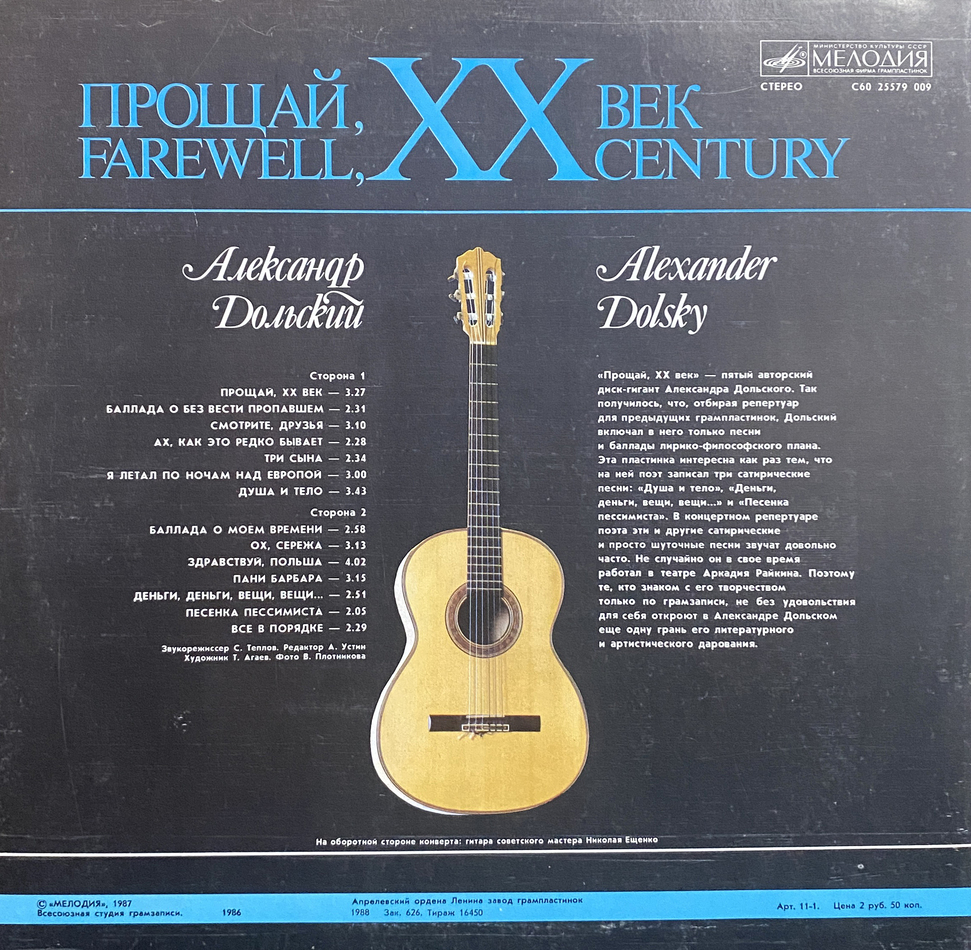 МИНИСТЕРСТВО КУЛЬТУРЫ СССР
МЕЛОДИЯ
ВСЕСОЮЗНАЯ ФИРМА ГРАМПЛАСТИНОК
СТЕРЕО С60 25579 009
ПРОЩАЙ, XX ВЕК
FAREWELL, CENTURY
Александр
Дольский
Alexander
Dolsky
Сторона 1
ПРОЩАЙ, XX ВЕК — 3.27
БАЛЛАДА О БЕЗ ВЕСТИ ПРОПАВШЕМ — 2.31
СМОТРИТЕ, ДРУЗЬЯ — 3.10
АХ, КАК ЭТО РЕДКО БЫВАЕТ — 2.28
ТРИ СЫНА — 2.34
Я ЛЕТАЛ ПО НОЧАМ НАД ЕВРОПОЙ — 3.00
ДУША И ТЕЛО — 3.43
Сторона 2
БАЛЛАДА О МОЕМ ВРЕМЕНИ — 2.58
ОХ, СЕРЕЖА — 3.13
ЗДРАВСТВУЙ, ПОЛЬША — 4.02
ПАНИ БАРБАРА — 3.15
ДЕНЬГИ, ДЕНЬГИ, ВЕЩИ, ВЕЩИ... — 2.51
ПЕСЕНКА ПЕССИМИСТА — 2.05
ВСЕ В ПОРЯДКЕ — 2.29
Звукорежиссер С. Теплов. Редактор А. Устин
Художник Т. Агаев. Фото В. Плотникова
«Прощай, XX век» — пятый авторский
диск-гигант Александра Дольского. Так
получилось, что, отбирая репертуар
для предыдущих грампластинок, Дольский
включал в него только песни
и баллады лирико-философского плана.
Эта пластинка интересна как раз тем, что
на ней поэт записал три сатирические
песни: «Душа и тело», «Деньги,
деньги, вещи, вещи...» и «Песенка
пессимиста». В концертном репертуаре
поэта эти и другие сатирические
и просто шуточные песни звучат довольно
часто. Не случайно он в свое время
работал в театре Аркадия Райкина. Поэтому
те, кто знаком с его творчеством
только по грамзаписи, не без удовольствия
для себя откроют в Александре Дольском
еще одну грань его литературного
и артистического дарования.
На оборотной стороне конверта: гитара советского мастера Николая Ещенко
© «МЕЛОДИЯ», 1987
Всесоюзная студия грамзаписи. 1986
Апрелевский ордена Ленина завод грампластинок
1988 Зак. 626, Тираж 16450
Арт. 11-1. Цена 2 руб. 50 коп.